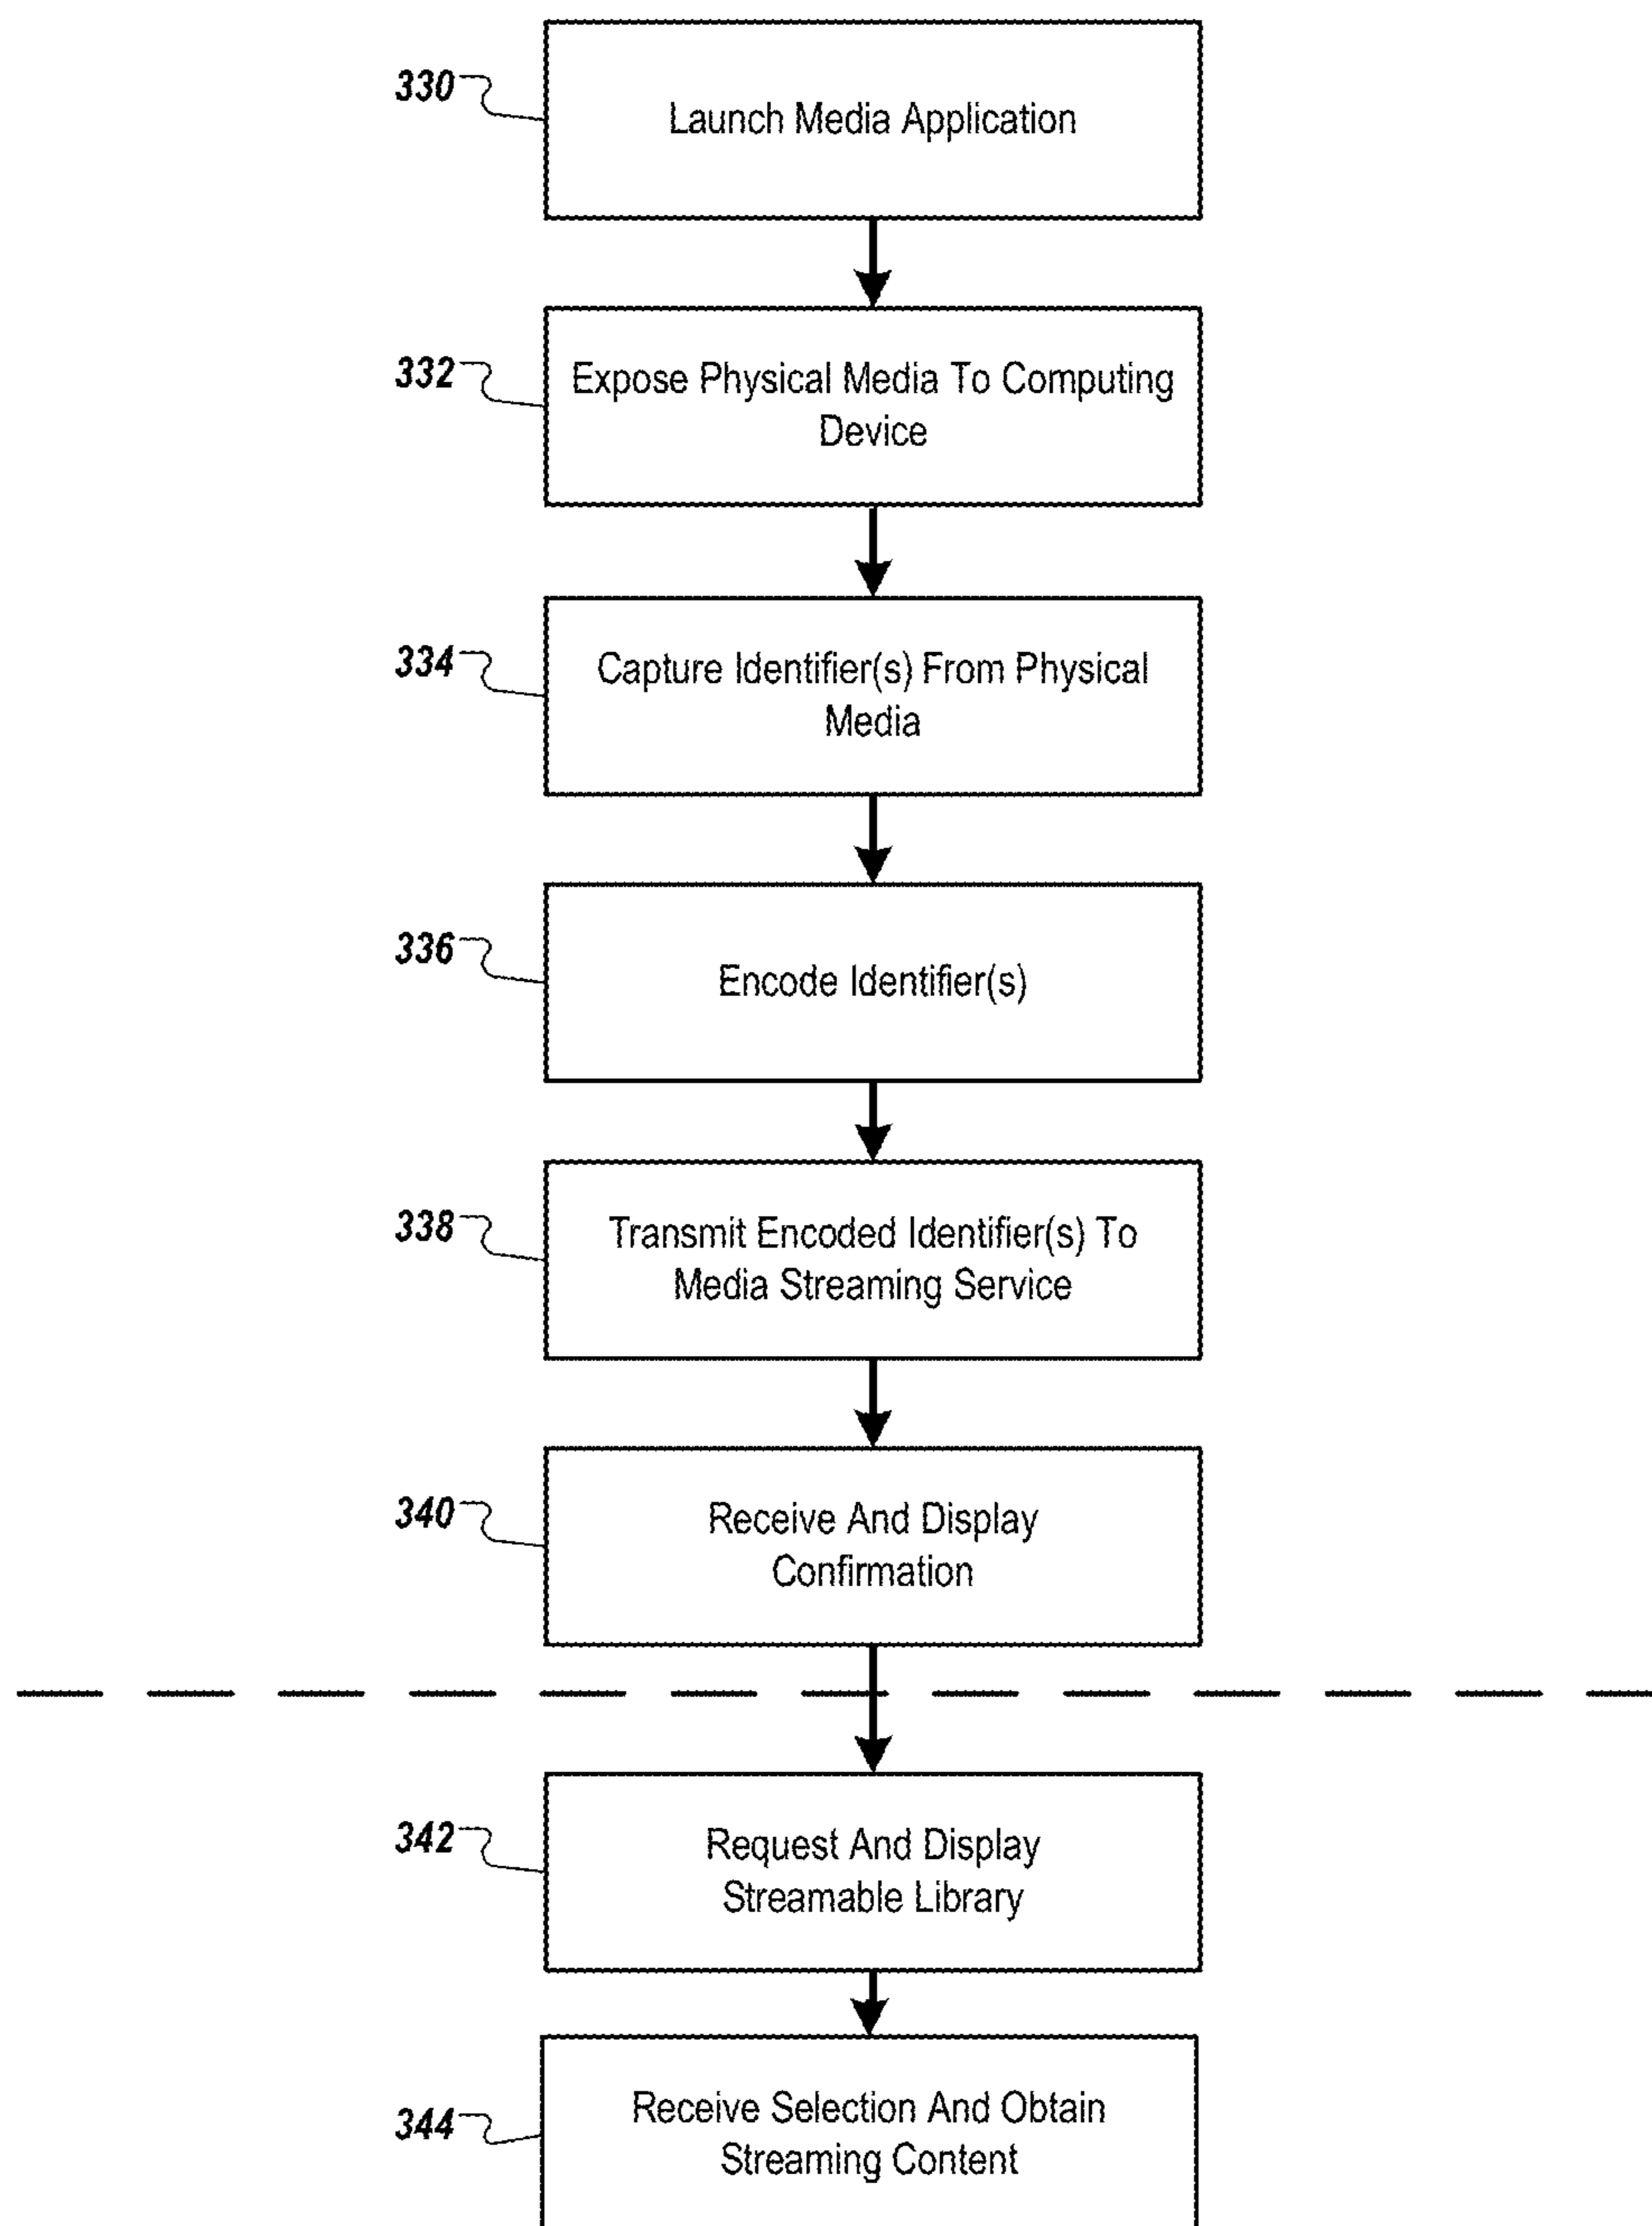 330
Launch Media Application
332
Expose Physical Media To Computing
Device
334
Capture Identifier(s) From Physical
Media
336
Encode Identifier(s)
338
Transmit Encoded Identifier(s) To
Media Streaming Service
340
Receive And Display
Confirmation
342
Request And Display
Streamable Library
344
Receive Selection And Obtain
Streaming Content